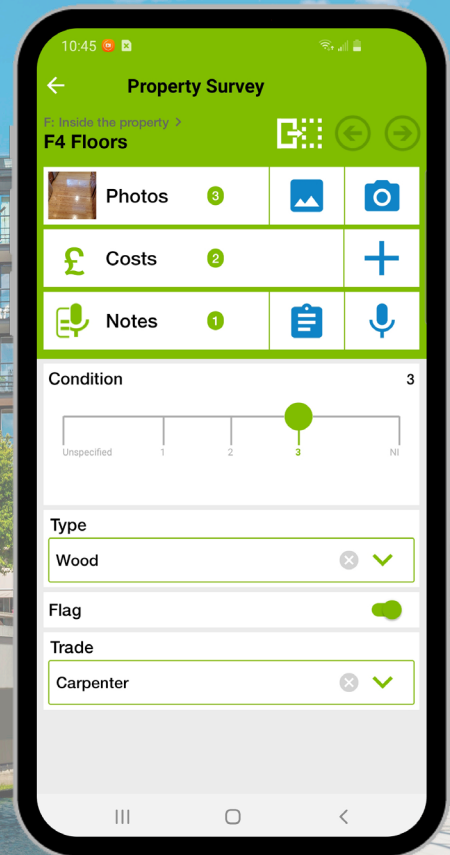 10:45
Property Survey
F: Inside the property >
F4 Floors
Photos 3
£ Costs 2
Notes 1
Condition 3
Unspecified 1 2 3 NI
Type
Wood
Flag
Trade
Carpenter